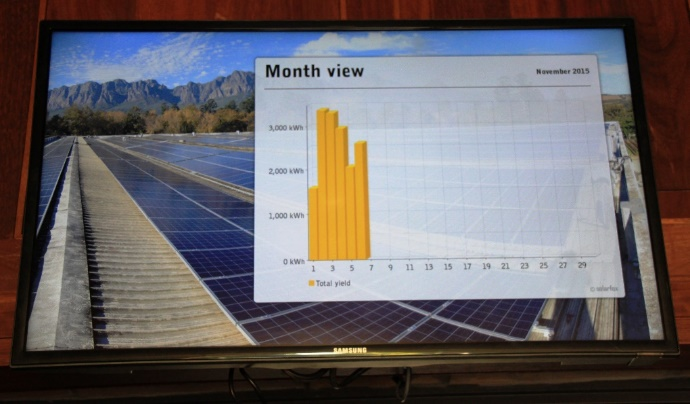 Month view
November 2015
3,000 kWh
2,000 kWh
1,000 kWh
0 kWh
1 3 5 7 9 11 13 15 17 19 21 23 25 27 29
Total yield
© solarfox
SAMSUNG